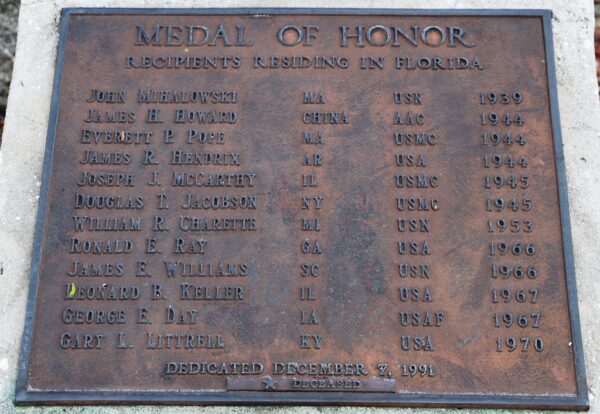 MEDAL OF HONOR
RECIPIENTS RESIDING IN FLORIDA
JOHN MIHALOWSKI MA USN 1939
JAMES H. HOWARD CHINA AAC 1944
EVERETT P. POPE MA USMC 1944
JAMES R. HENDRIX AR USA 1944
JOSEPH J. MCCARTHY IL USMC 1945
DOUGLAS T. JACOBSON NY USMC 1945
WILLIAM R. CHARETTE MI USN 1953
RONALD E. RAY GA USA 1966
JAMES E. WILLIAMS SC USN 1966
LEONARD B. KELLER IL USA 1967
GEORGE E. DAY IA USAF 1967
GARY L. LITTRELL KY USA 1970
DEDICATED DECEMBER 7, 1991
DECEASED